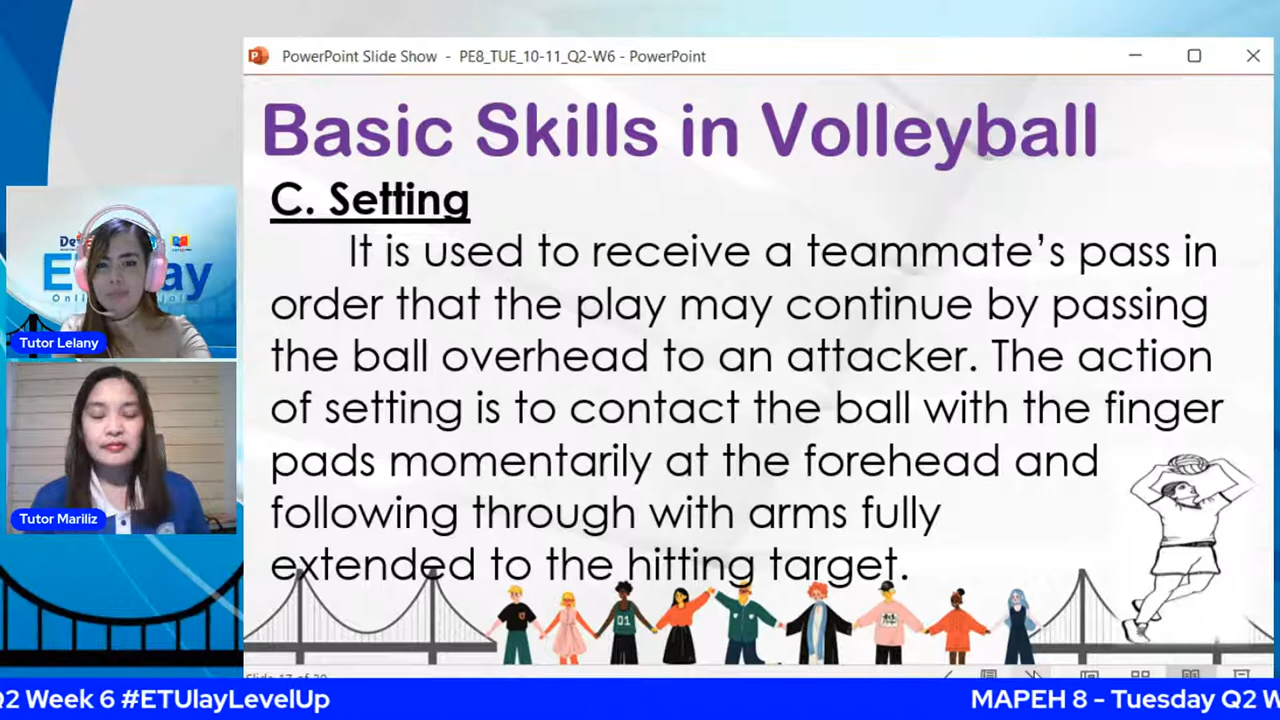 PowerPoint Slide Show - PE8_TUE_10-11_Q2-W6 - PowerPoint
Basic Skills in Volleyball
C. Setting
It is used to receive a teammate's pass in
order that the play may continue by passing
the ball overhead to an attacker. The action
of setting is to contact the ball with the finger
pads momentarily at the forehead and
following through with arms fully
extended to the hitting target.
Tutor Lelany
Tutor Mariliz
01
Q2 Week 6 #ETUlayLevelUp
MAPEH 8 - Tuesday Q2 W